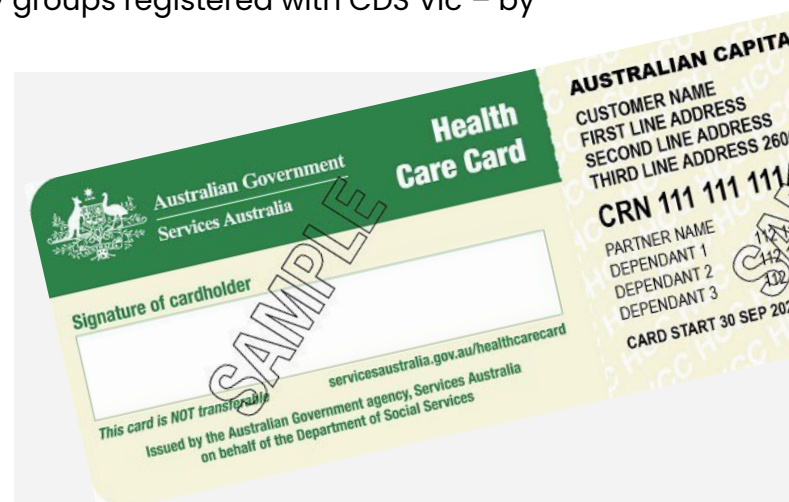 groups registered with CDS Vic – by
Australian Government
Services Australia
Health
Care Card
Signature of cardholder
SAMPLE
servicesaustralia.gov.au/healthcarecard
This card is NOT transferable
Issued by the Australian Government agency, Services Australia
on behalf of the Department of Social Services
AUSTRALIAN CAPITA
CUSTOMER NAME
FIRST LINE ADDRESS
SECOND LINE ADDRESS
THIRD LINE ADDRESS 260
CRN 111 111 111
PARTNER NAME
DEPENDANT 1
DEPENDANT 2
DEPENDANT 3
CARD START 30 SEP 202